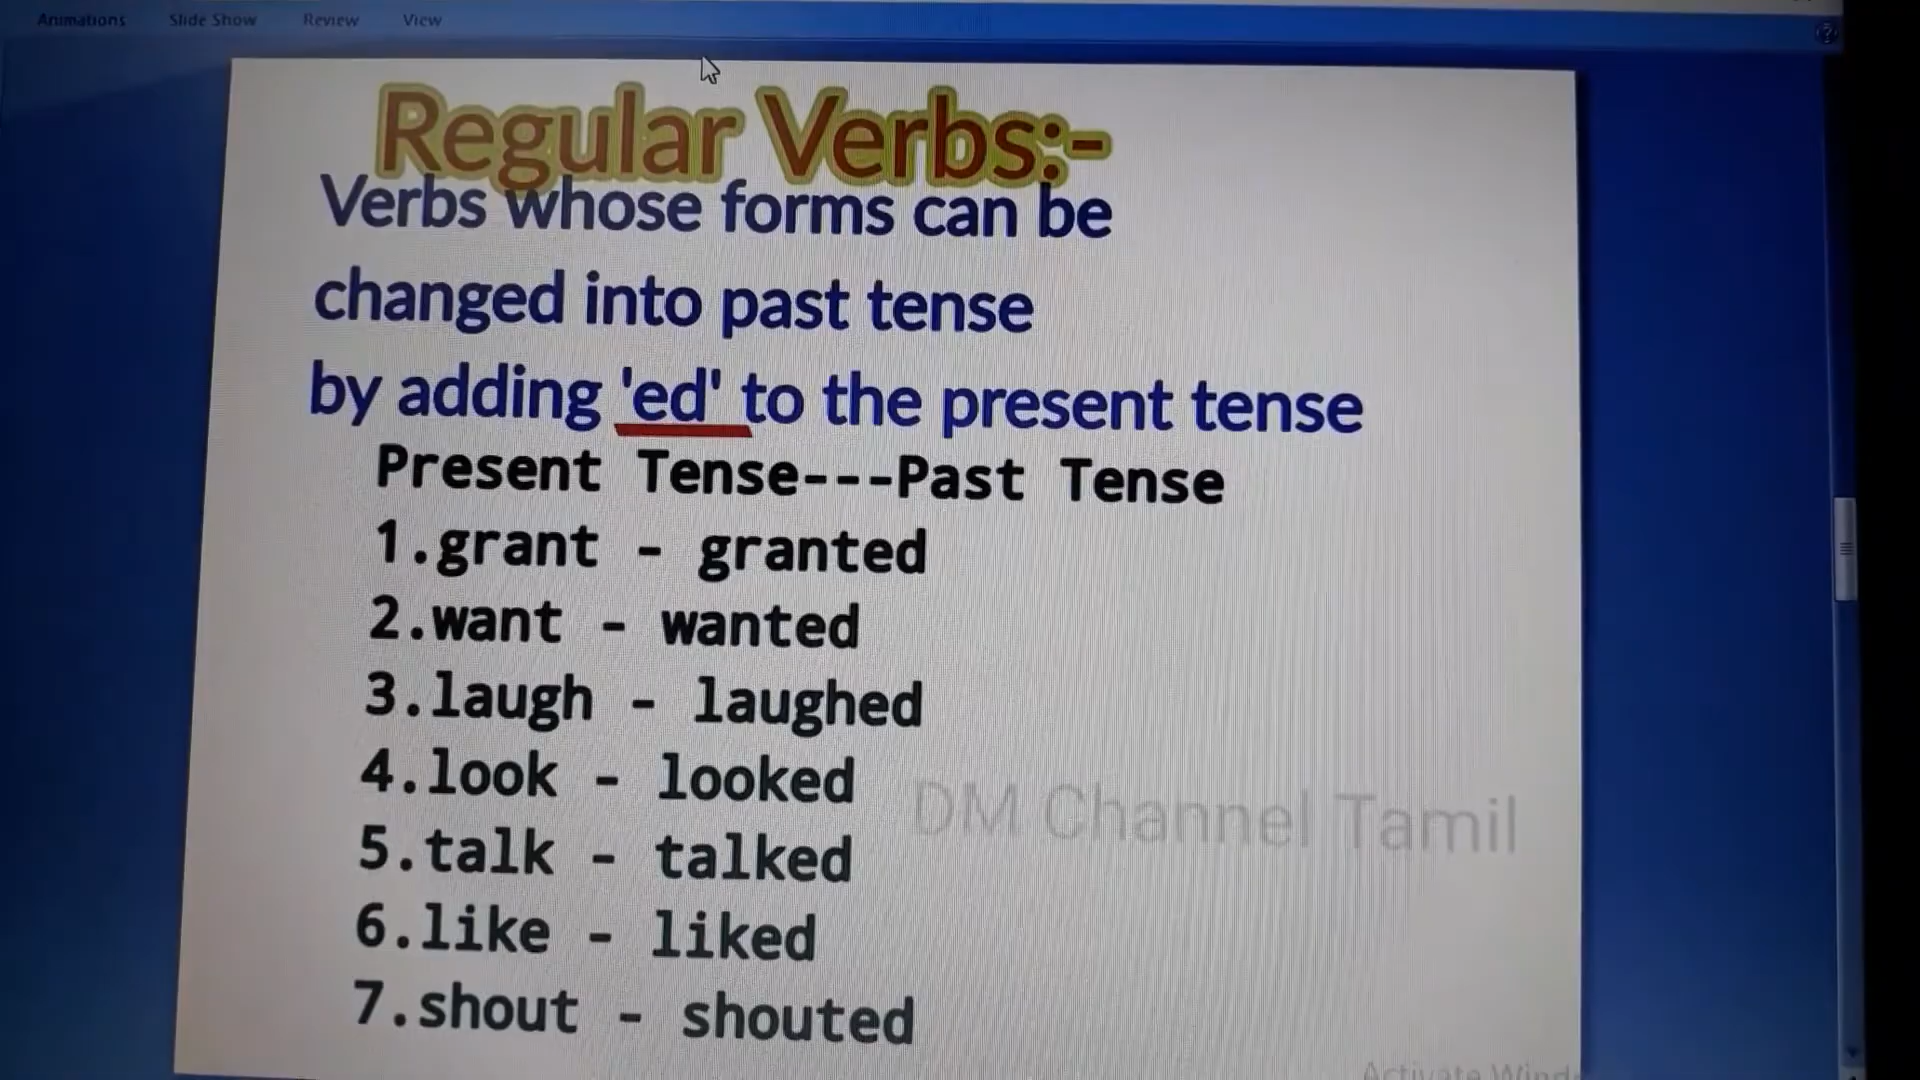 Animations Slide Show Review View
Regular Verbs:-
Verbs whose forms can be
changed into past tense
by adding 'ed' to the present tense
Present Tense---Past Tense
1.grant - granted
2.want - wanted
3.laugh - laughed
4.look - looked
5.talk - talked
6.like - liked
7.shout - shouted
DM Channel Tamil
Activate